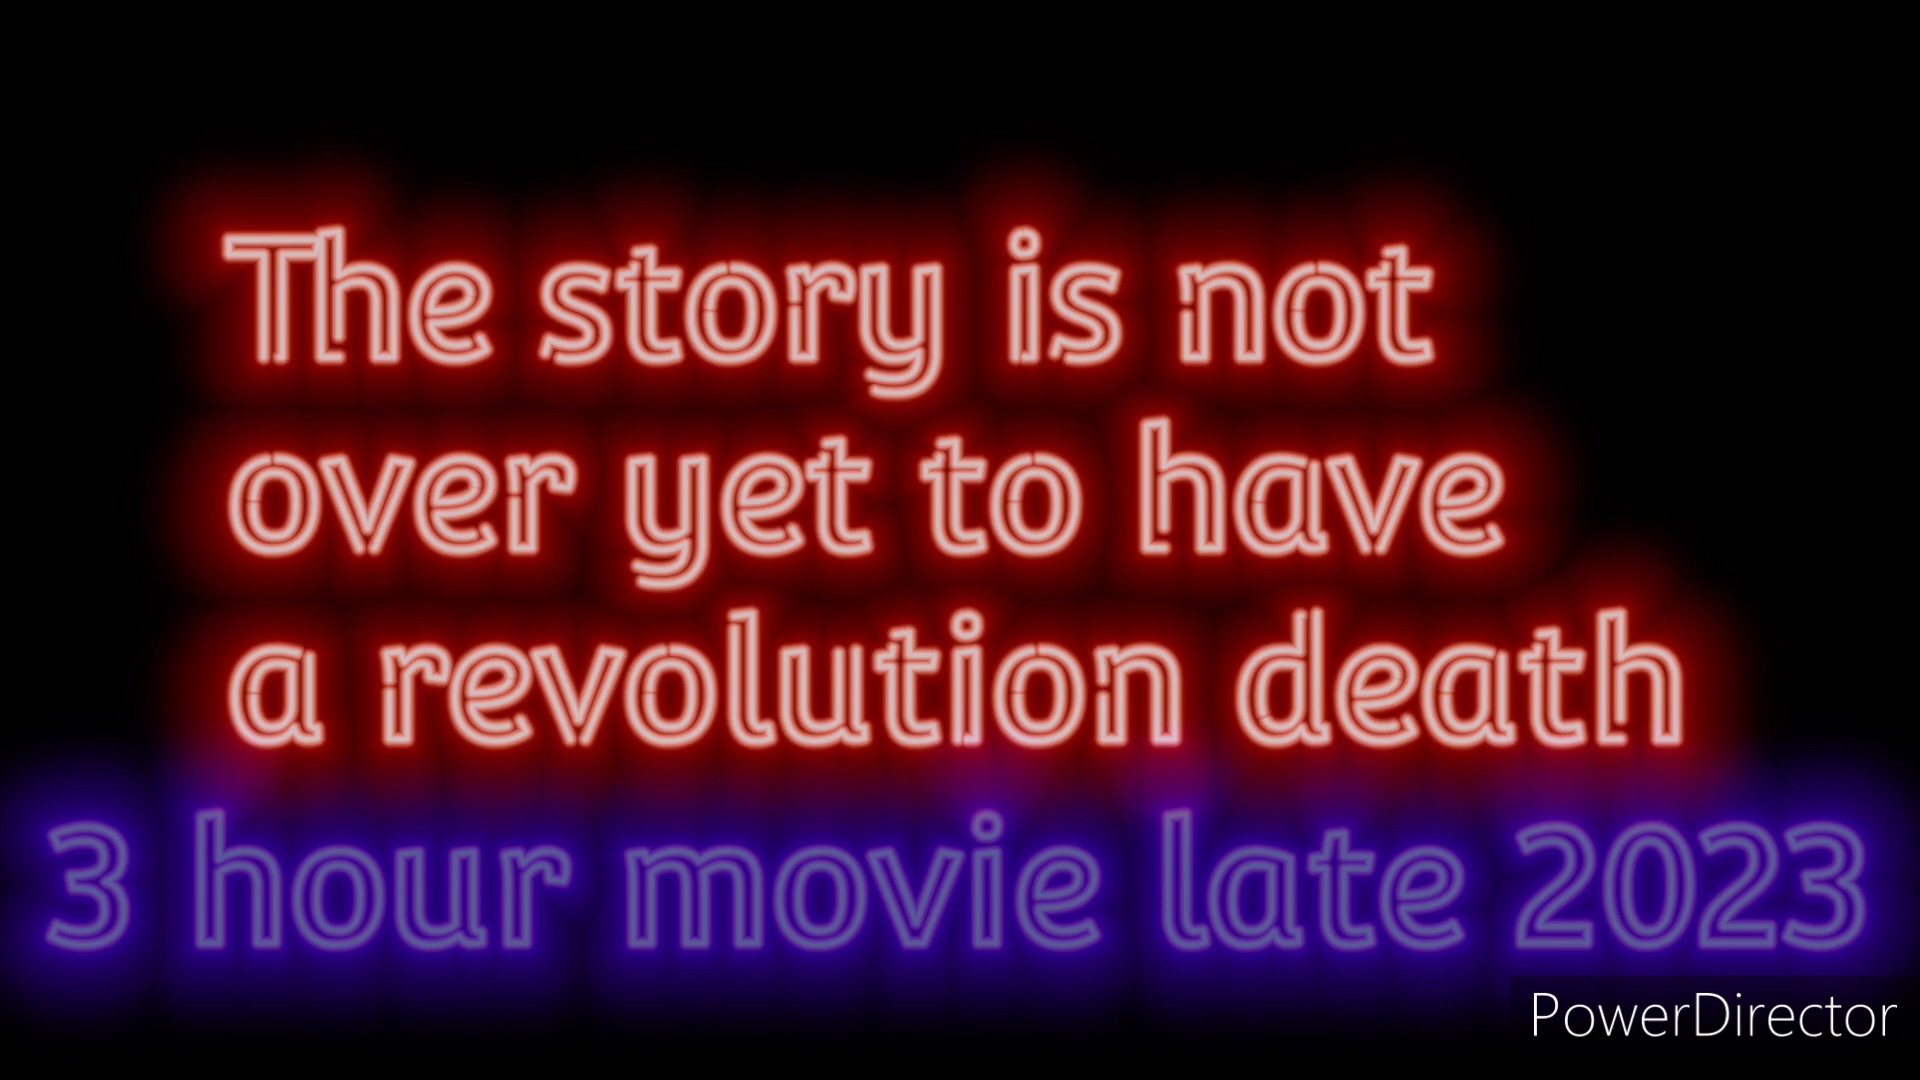 The story is not
over yet to have
a revolution death
3 hour movie late 2023
PowerDirector